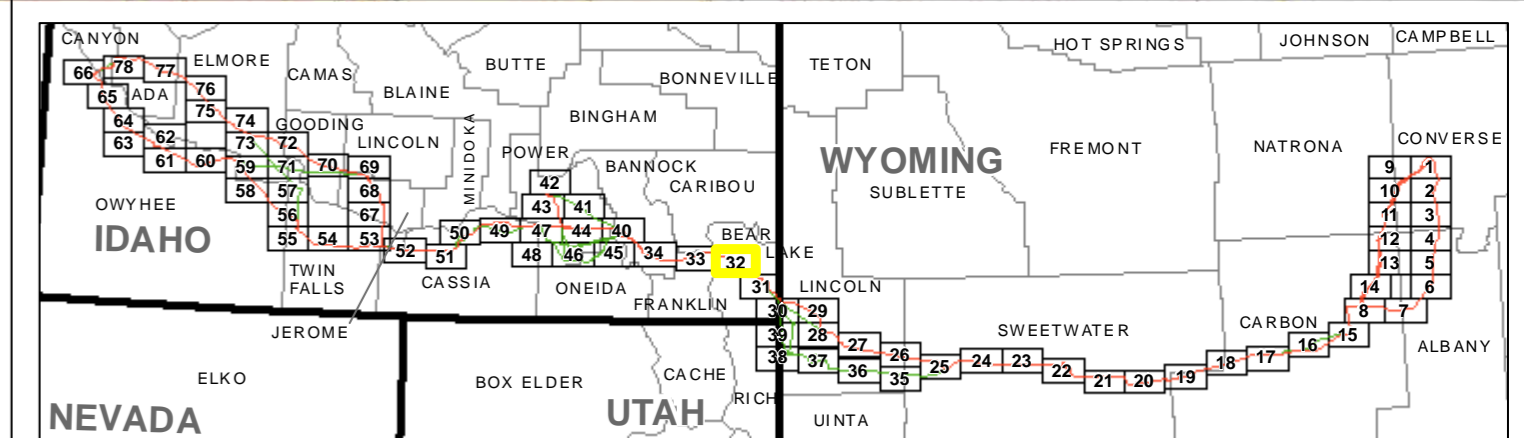 CANYON
ELMORE
CAMAS
BUTTE
BONNEVILLE
TETON
HOT SPRINGS
JOHNSON
CAMPBELL
66 78 77 76
65 ADA 75
BLAINE
BINGHAM
64 74
63 62 73 GOODING 72
LINCOLN
MINIDOKA
POWER
BANNOCK
CARIBOU
WYOMING
FREMONT
NATRONA
CONVERSE
61 60 59 71 70 69
58 57 68
42
43 41
SUBLETTE
9 1
10 2
OWYHEE
IDAHO
56 67
55 54 53
52 51 50 49 47 44 40
48 46 45 34 33 32
BEAR
LAKE
11 3
12 4
13 5
14 6
TWIN
FALLS
CASSIA
ONEIDA
FRANKLIN
31
LINCOLN
JEROME
30 29
39 28
38 37 27 26
36 35 25 24 23 22 21 20 19 18 17 16 15
8 7
SWEETWATER
CARBON
ALBANY
ELKO
BOX ELDER
CACHE
RICH
NEVADA
UTAH
UINTA